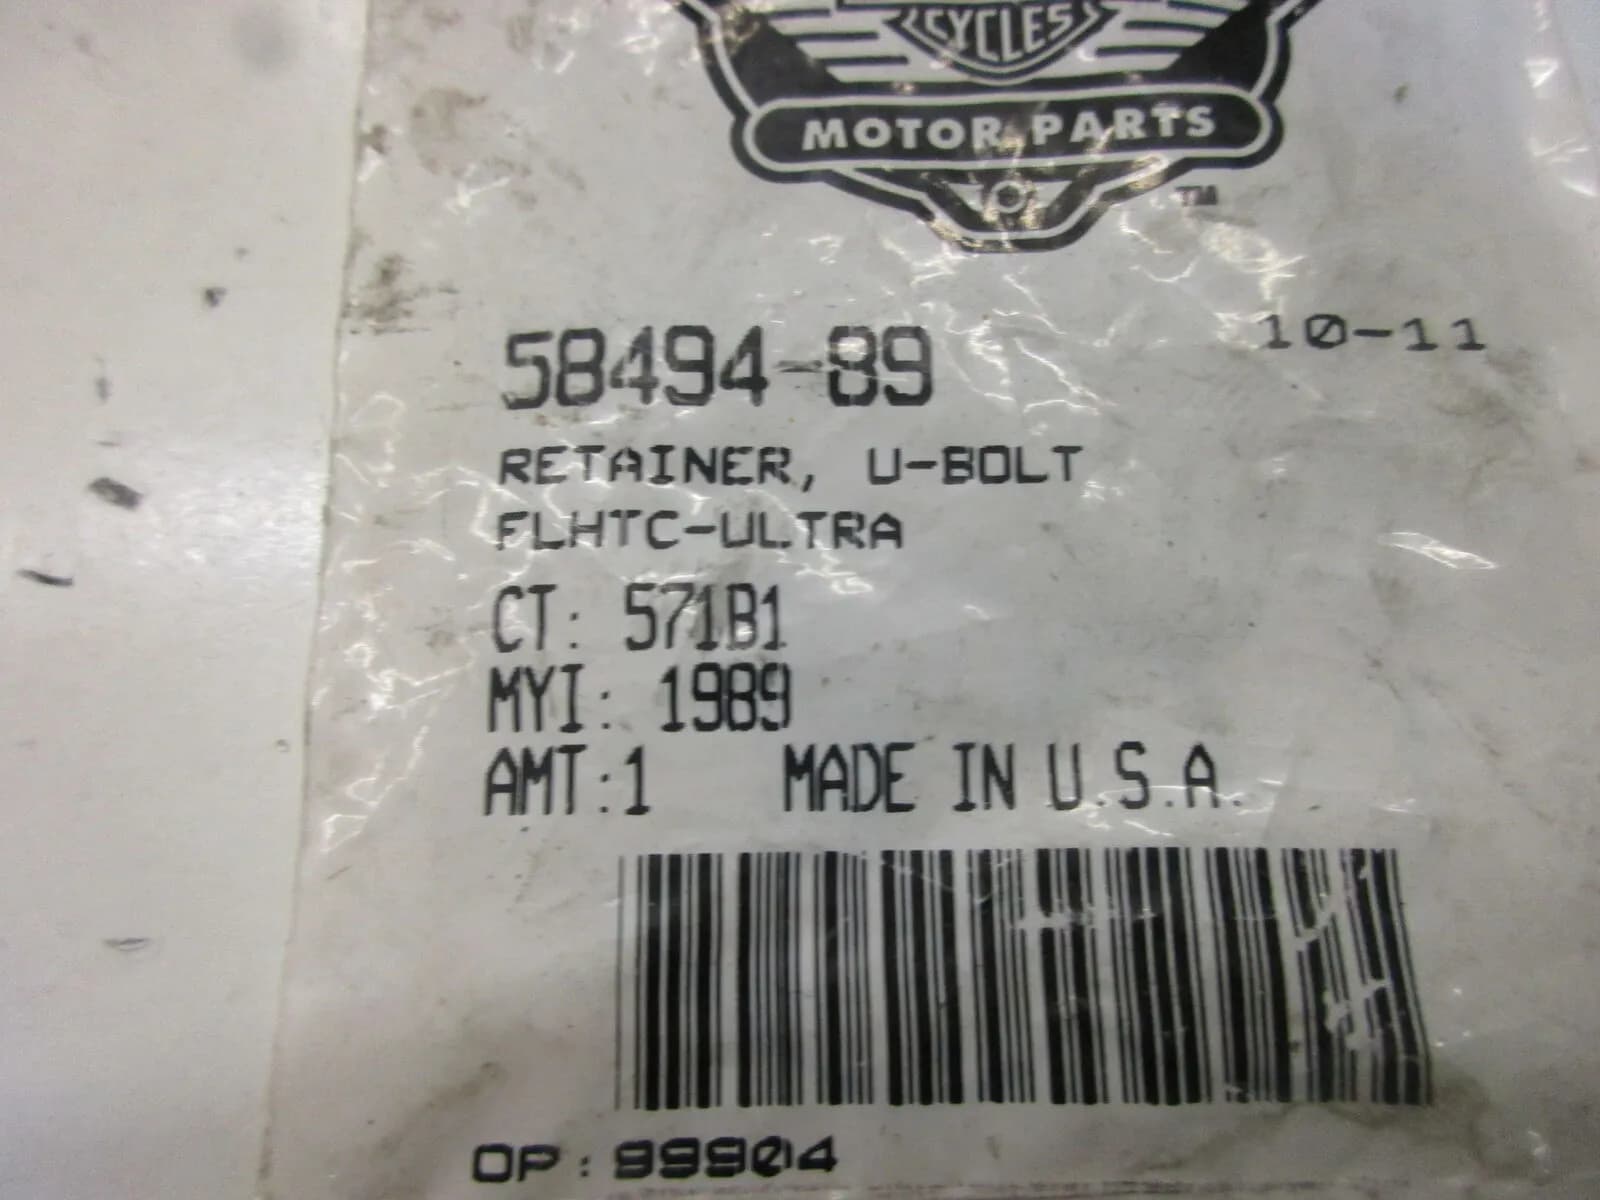 CYCLES
MOTOR PARTS
TM
58494-89 10-11
RETAINER, U-BOLT
FLHTC-ULTRA
CT: 571B1
MYI: 1989
AMT:1 MADE IN U.S.A.
OP: 99904